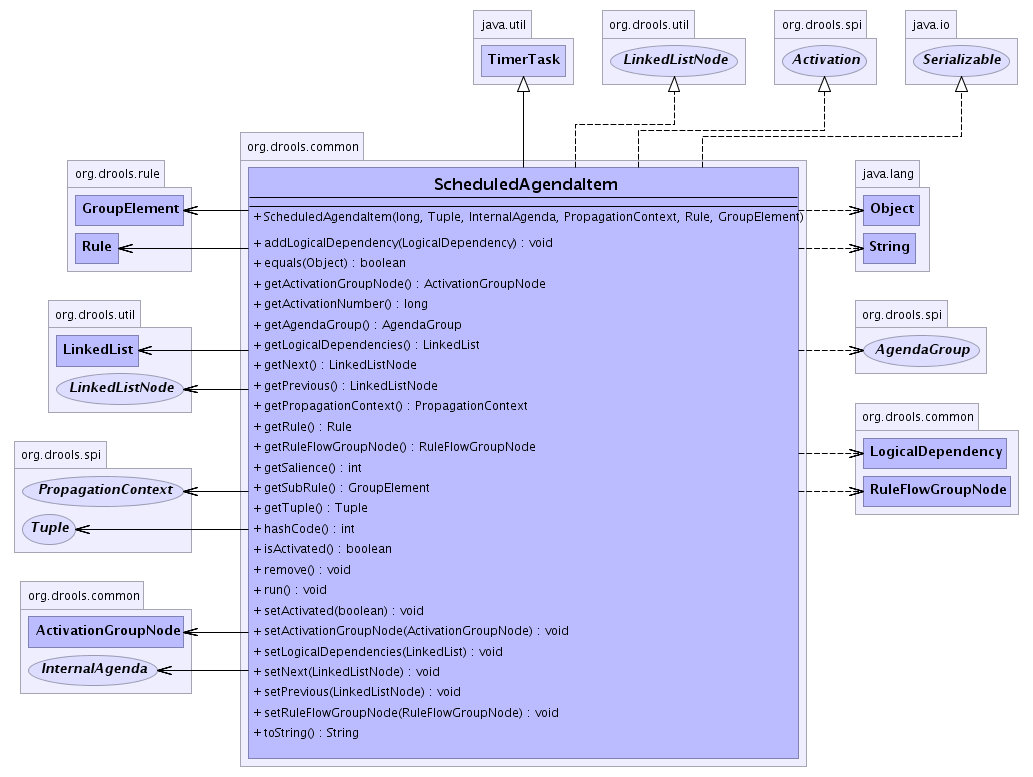 java.util
TimerTask
org.drools.util
LinkedListNode
org.drools.spi
Activation
java.io
Serializable
org.drools.common
ScheduledAgendaItem
+ ScheduledAgendaItem(long, Tuple, InternalAgenda, PropagationContext, Rule, GroupElement)
+ addLogicalDependency(LogicalDependency) : void
+ equals(Object) : boolean
+ getActivationGroupNode() : ActivationGroupNode
+ getActivationNumber() : long
+ getAgendaGroup() : AgendaGroup
+ getLogicalDependencies() : LinkedList
+ getNext() : LinkedListNode
+ getPrevious() : LinkedListNode
+ getPropagationContext() : PropagationContext
+ getRule() : Rule
+ getRuleFlowGroupNode() : RuleFlowGroupNode
+ getSalience() : int
+ getSubRule() : GroupElement
+ getTuple() : Tuple
+ hashCode() : int
+ isActivated() : boolean
+ remove() : void
+ run() : void
+ setActivated(boolean) : void
+ setActivationGroupNode(ActivationGroupNode) : void
+ setLogicalDependencies(LinkedList) : void
+ setNext(LinkedListNode) : void
+ setPrevious(LinkedListNode) : void
+ setRuleFlowGroupNode(RuleFlowGroupNode) : void
+ toString() : String
org.drools.rule
GroupElement
Rule
org.drools.util
LinkedList
LinkedListNode
org.drools.spi
PropagationContext
Tuple
org.drools.common
ActivationGroupNode
InternalAgenda
java.lang
Object
String
org.drools.spi
AgendaGroup
org.drools.common
LogicalDependency
RuleFlowGroupNode